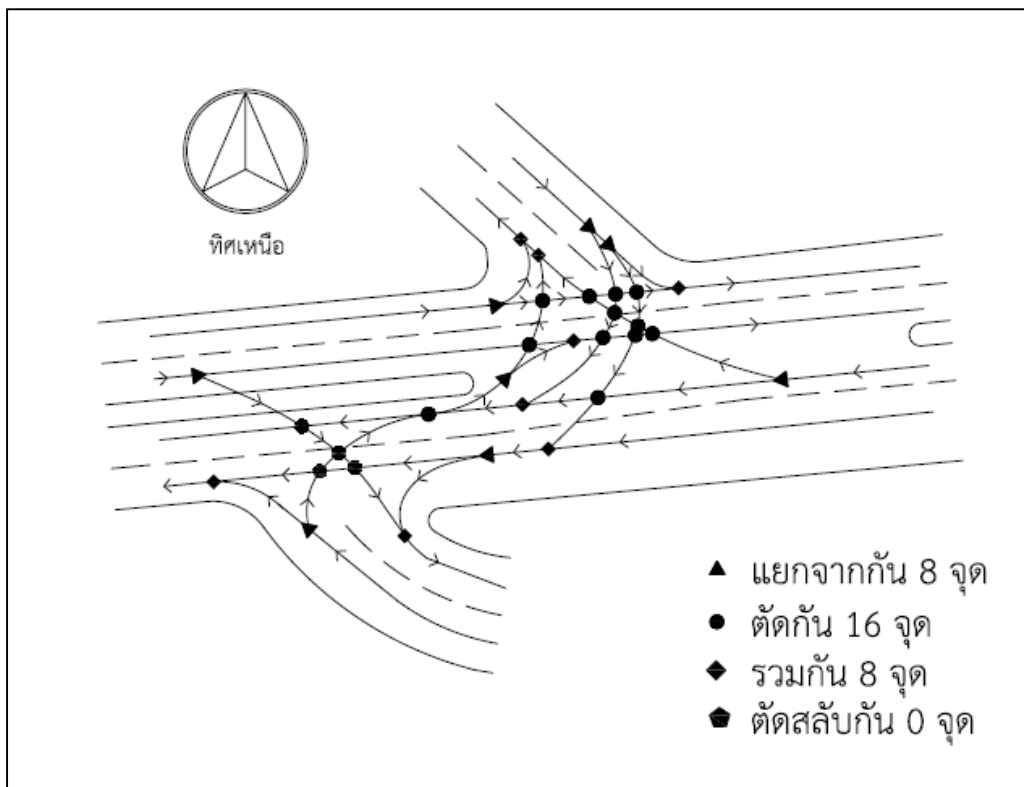 ทิศเหนือ
แยกจากกัน 8 จุด
ตัดกัน 16 จุด
รวมกัน 8 จุด
ตัดสลับกัน 0 จุด